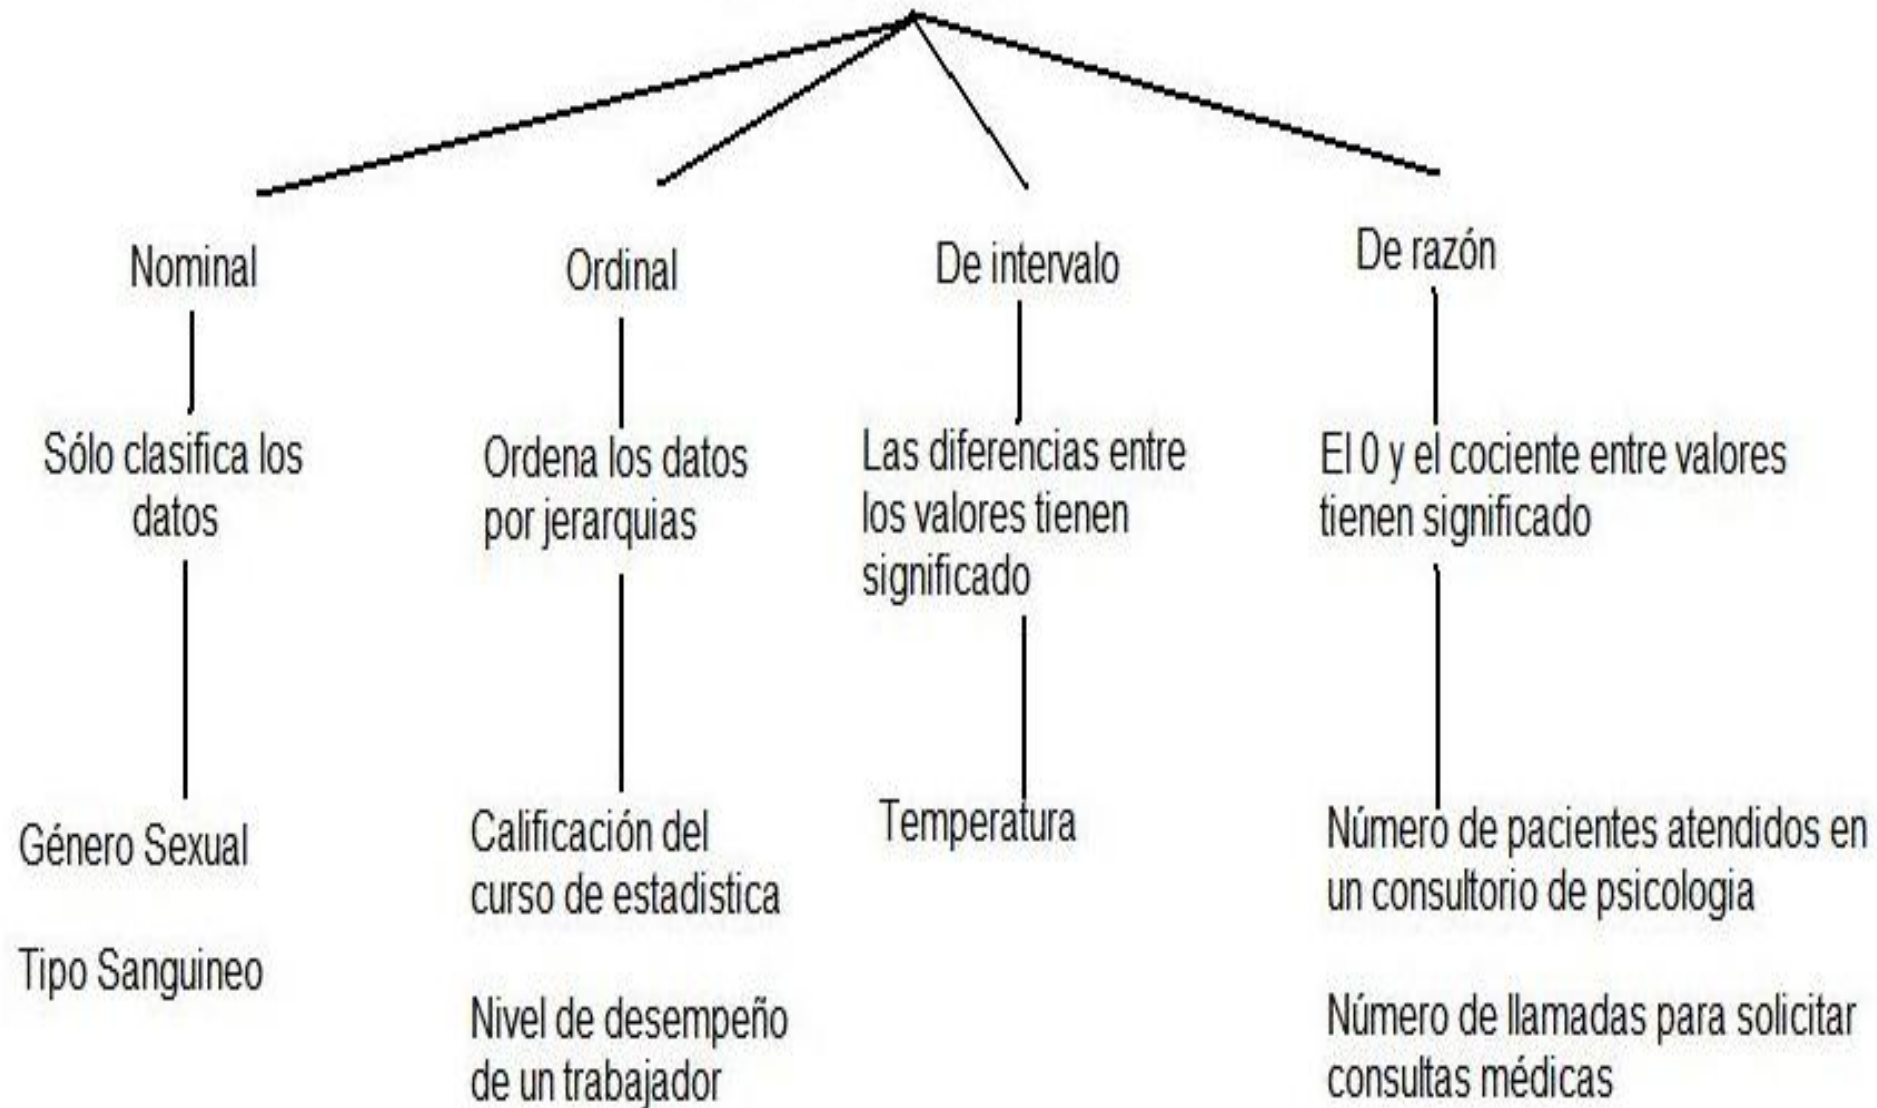 Nominal
Sólo clasifica los
datos
Género Sexual
Tipo Sanguineo
Ordinal
Ordena los datos
por jerarquias
Calificación del
curso de estadistica
Nivel de desempeño
de un trabajador
De intervalo
Las diferencias entre
los valores tienen
significado
Temperatura
De razón
El 0 y el cociente entre valores
tienen significado
Número de pacientes atendidos en
un consultorio de psicologia
Número de llamadas para solicitar
consultas médicas